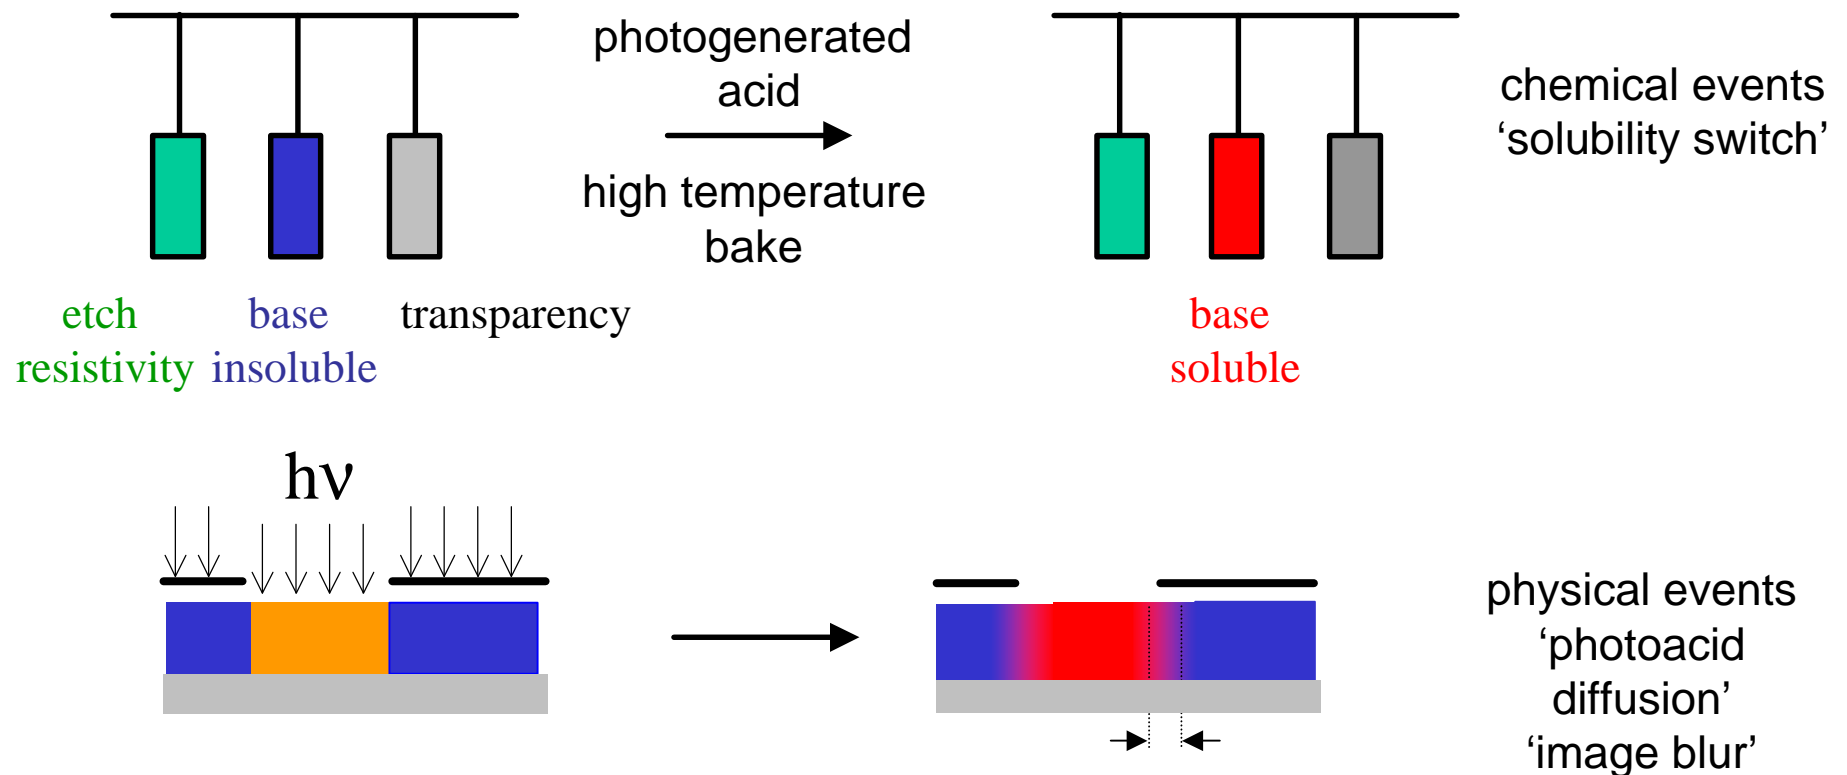 photogenerated
acid
high temperature
bake
chemical events
‘solubility switch’
etch
resistivity
base
insoluble
transparency
base
soluble
hν
physical events
‘photoacid
diffusion’
‘image blur’